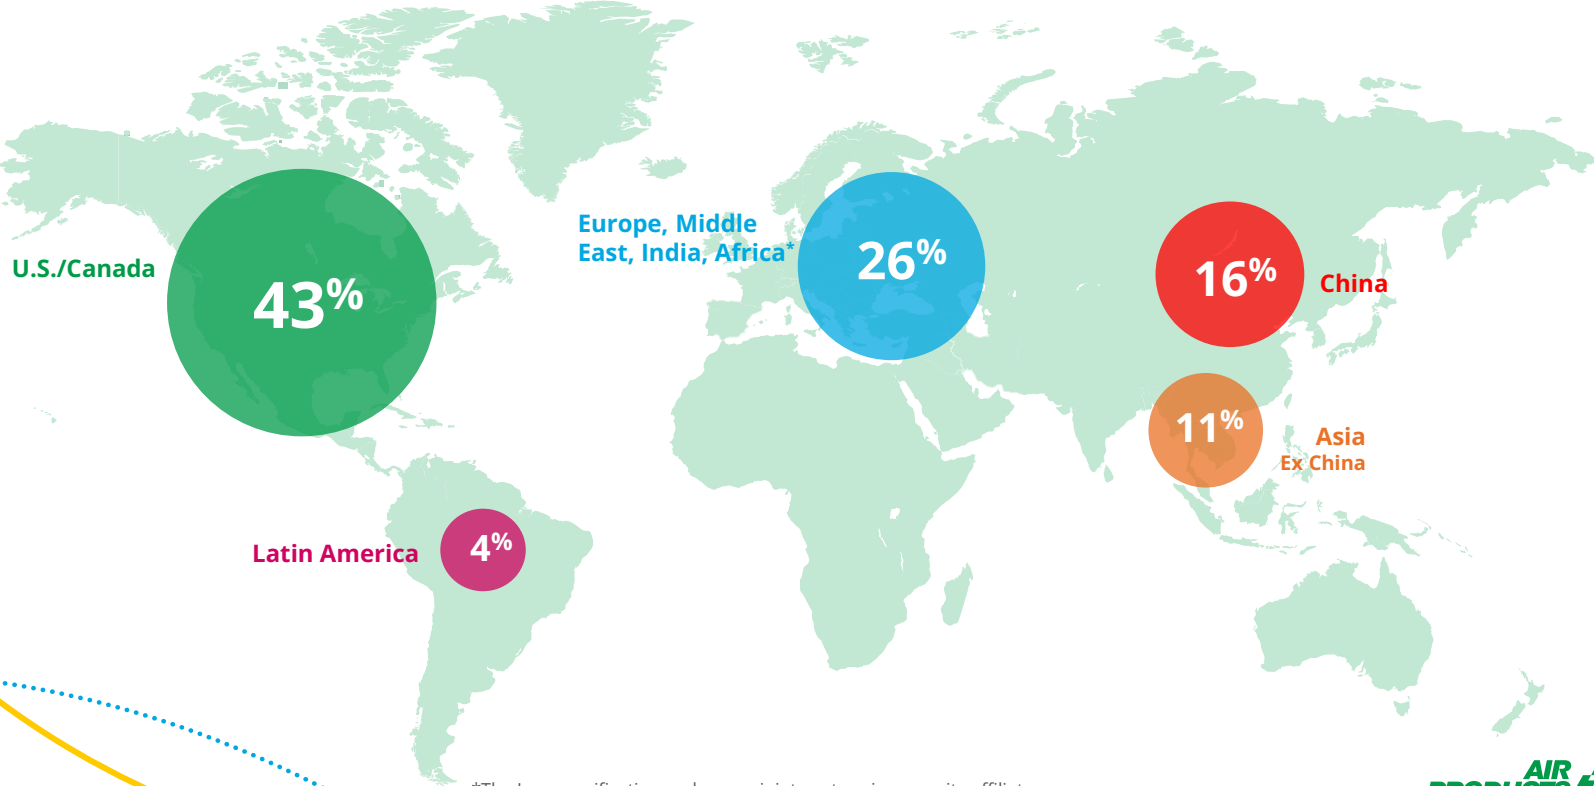 U.S./Canada
43%
Europe, Middle
East, India, Africa*
26%
16%
China
11%
Asia
Ex China
Latin America
4%
AIR